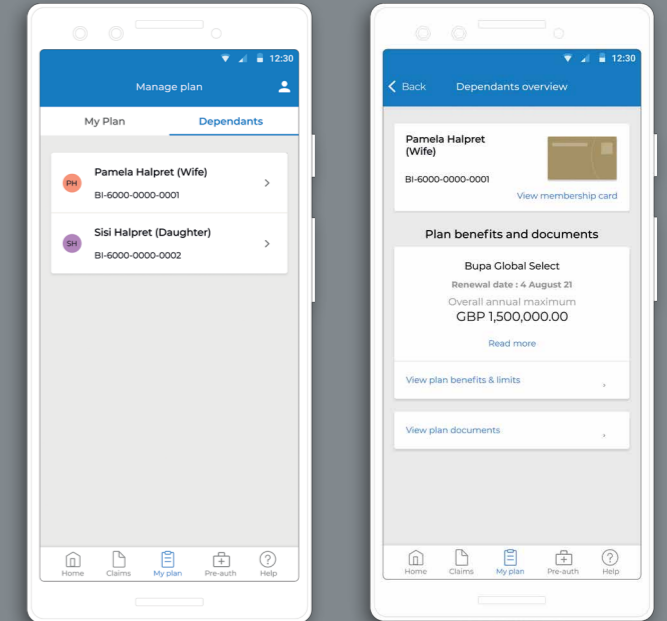 12:30
Manage plan
My Plan
Dependants
PH
Pamela Halpret (Wife)
BI-6000-0000-0001
SH
Sisi Halpret (Daughter)
BI-6000-0000-0002
Home
Claims
My plan
Pre-auth
Help
12:30
Back
Dependants overview
Pamela Halpret
(Wife)
BI-6000-0000-0001
View membership card
Plan benefits and documents
Bupa Global Select
Renewal date : 4 August 21
Overall annual maximum
GBP 1,500,000.00
Read more
View plan benefits & limits
View plan documents
Home
Claims
My plan
Pre-auth
Help